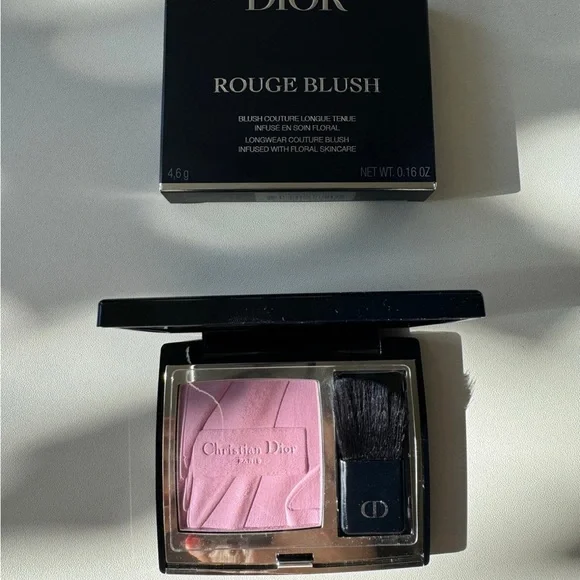 DIOR
ROUGE BLUSH
BLUSH COUTURE LONGUE TENUE
INFUSÉ EN SOIN FLORAL
LONGWEAR COUTURE BLUSH
INFUSED WITH FLORAL SKINCARE
4,6 g NET WT. 0.16 OZ
Christian Dior
PARIS
CD